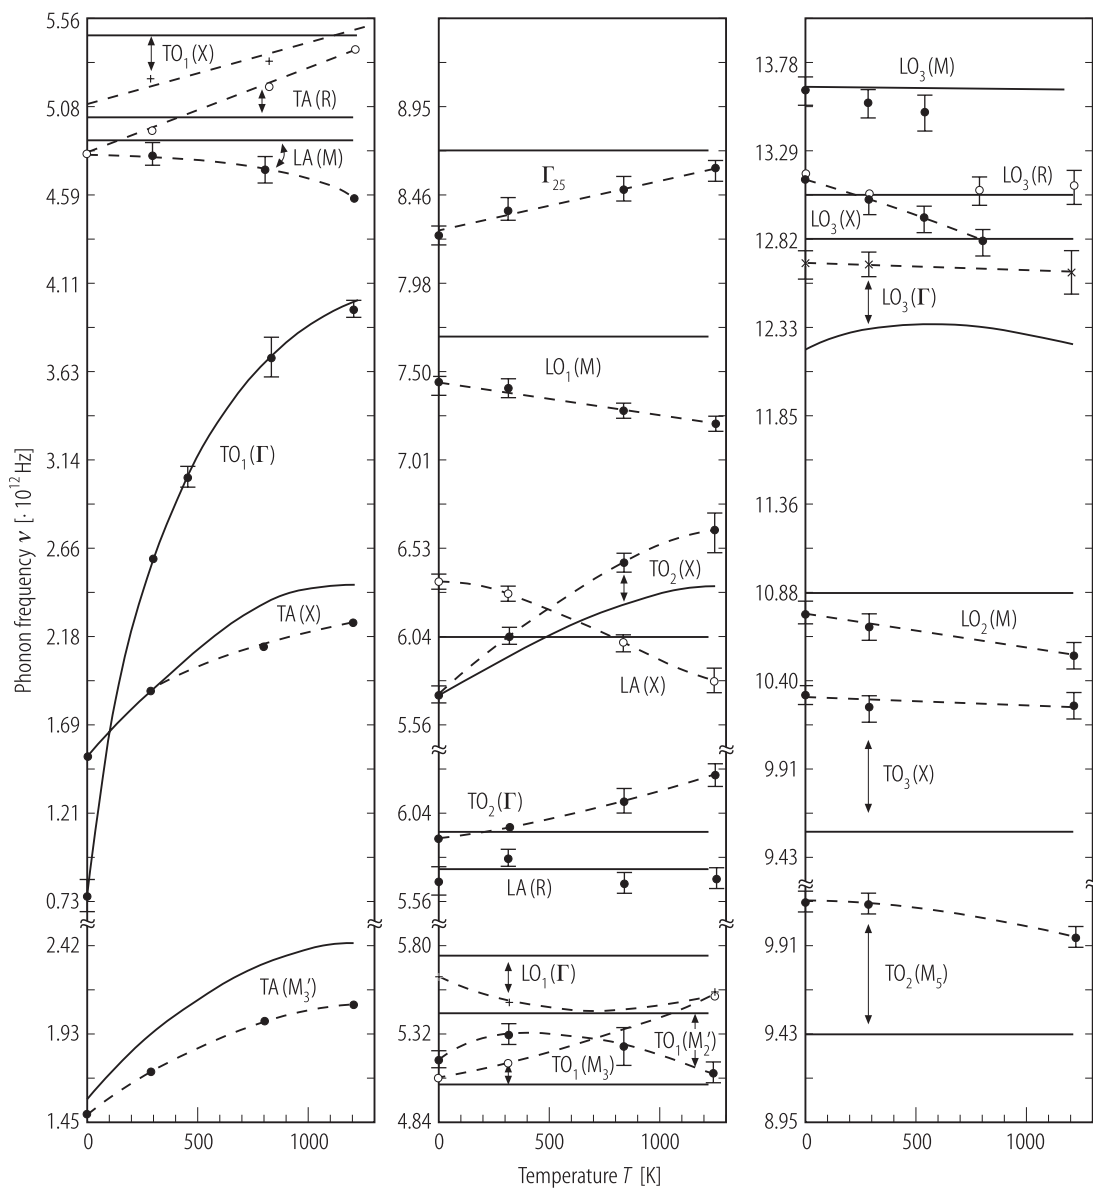 Phonon frequency ν [· 10¹² Hz]
5.56
5.08
4.59
4.11
3.63
3.14
2.66
2.18
1.69
1.21
0.73
2.42
1.93
1.45
TO₁(X)
TA(R)
LA(M)
TO₁(Γ)
TA(X)
TA(M₃′)
0
500
1000
8.95
8.46
7.98
7.50
7.01
6.53
6.04
5.56
6.04
5.56
5.80
5.32
4.84
Γ₂₅
LO₁(M)
TO₂(X)
LA(X)
TO₂(Γ)
LA(R)
LO₁(Γ)
TO₁(M₂′)
TO₁(M₃)
0
500
1000
Temperature T [K]
13.78
13.29
12.82
12.33
11.85
11.36
10.88
10.40
9.91
9.43
9.91
9.43
8.95
LO₃(M)
LO₃(R)
LO₃(X)
LO₃(Γ)
LO₂(M)
TO₃(X)
TO₂(M₅)
0
500
1000